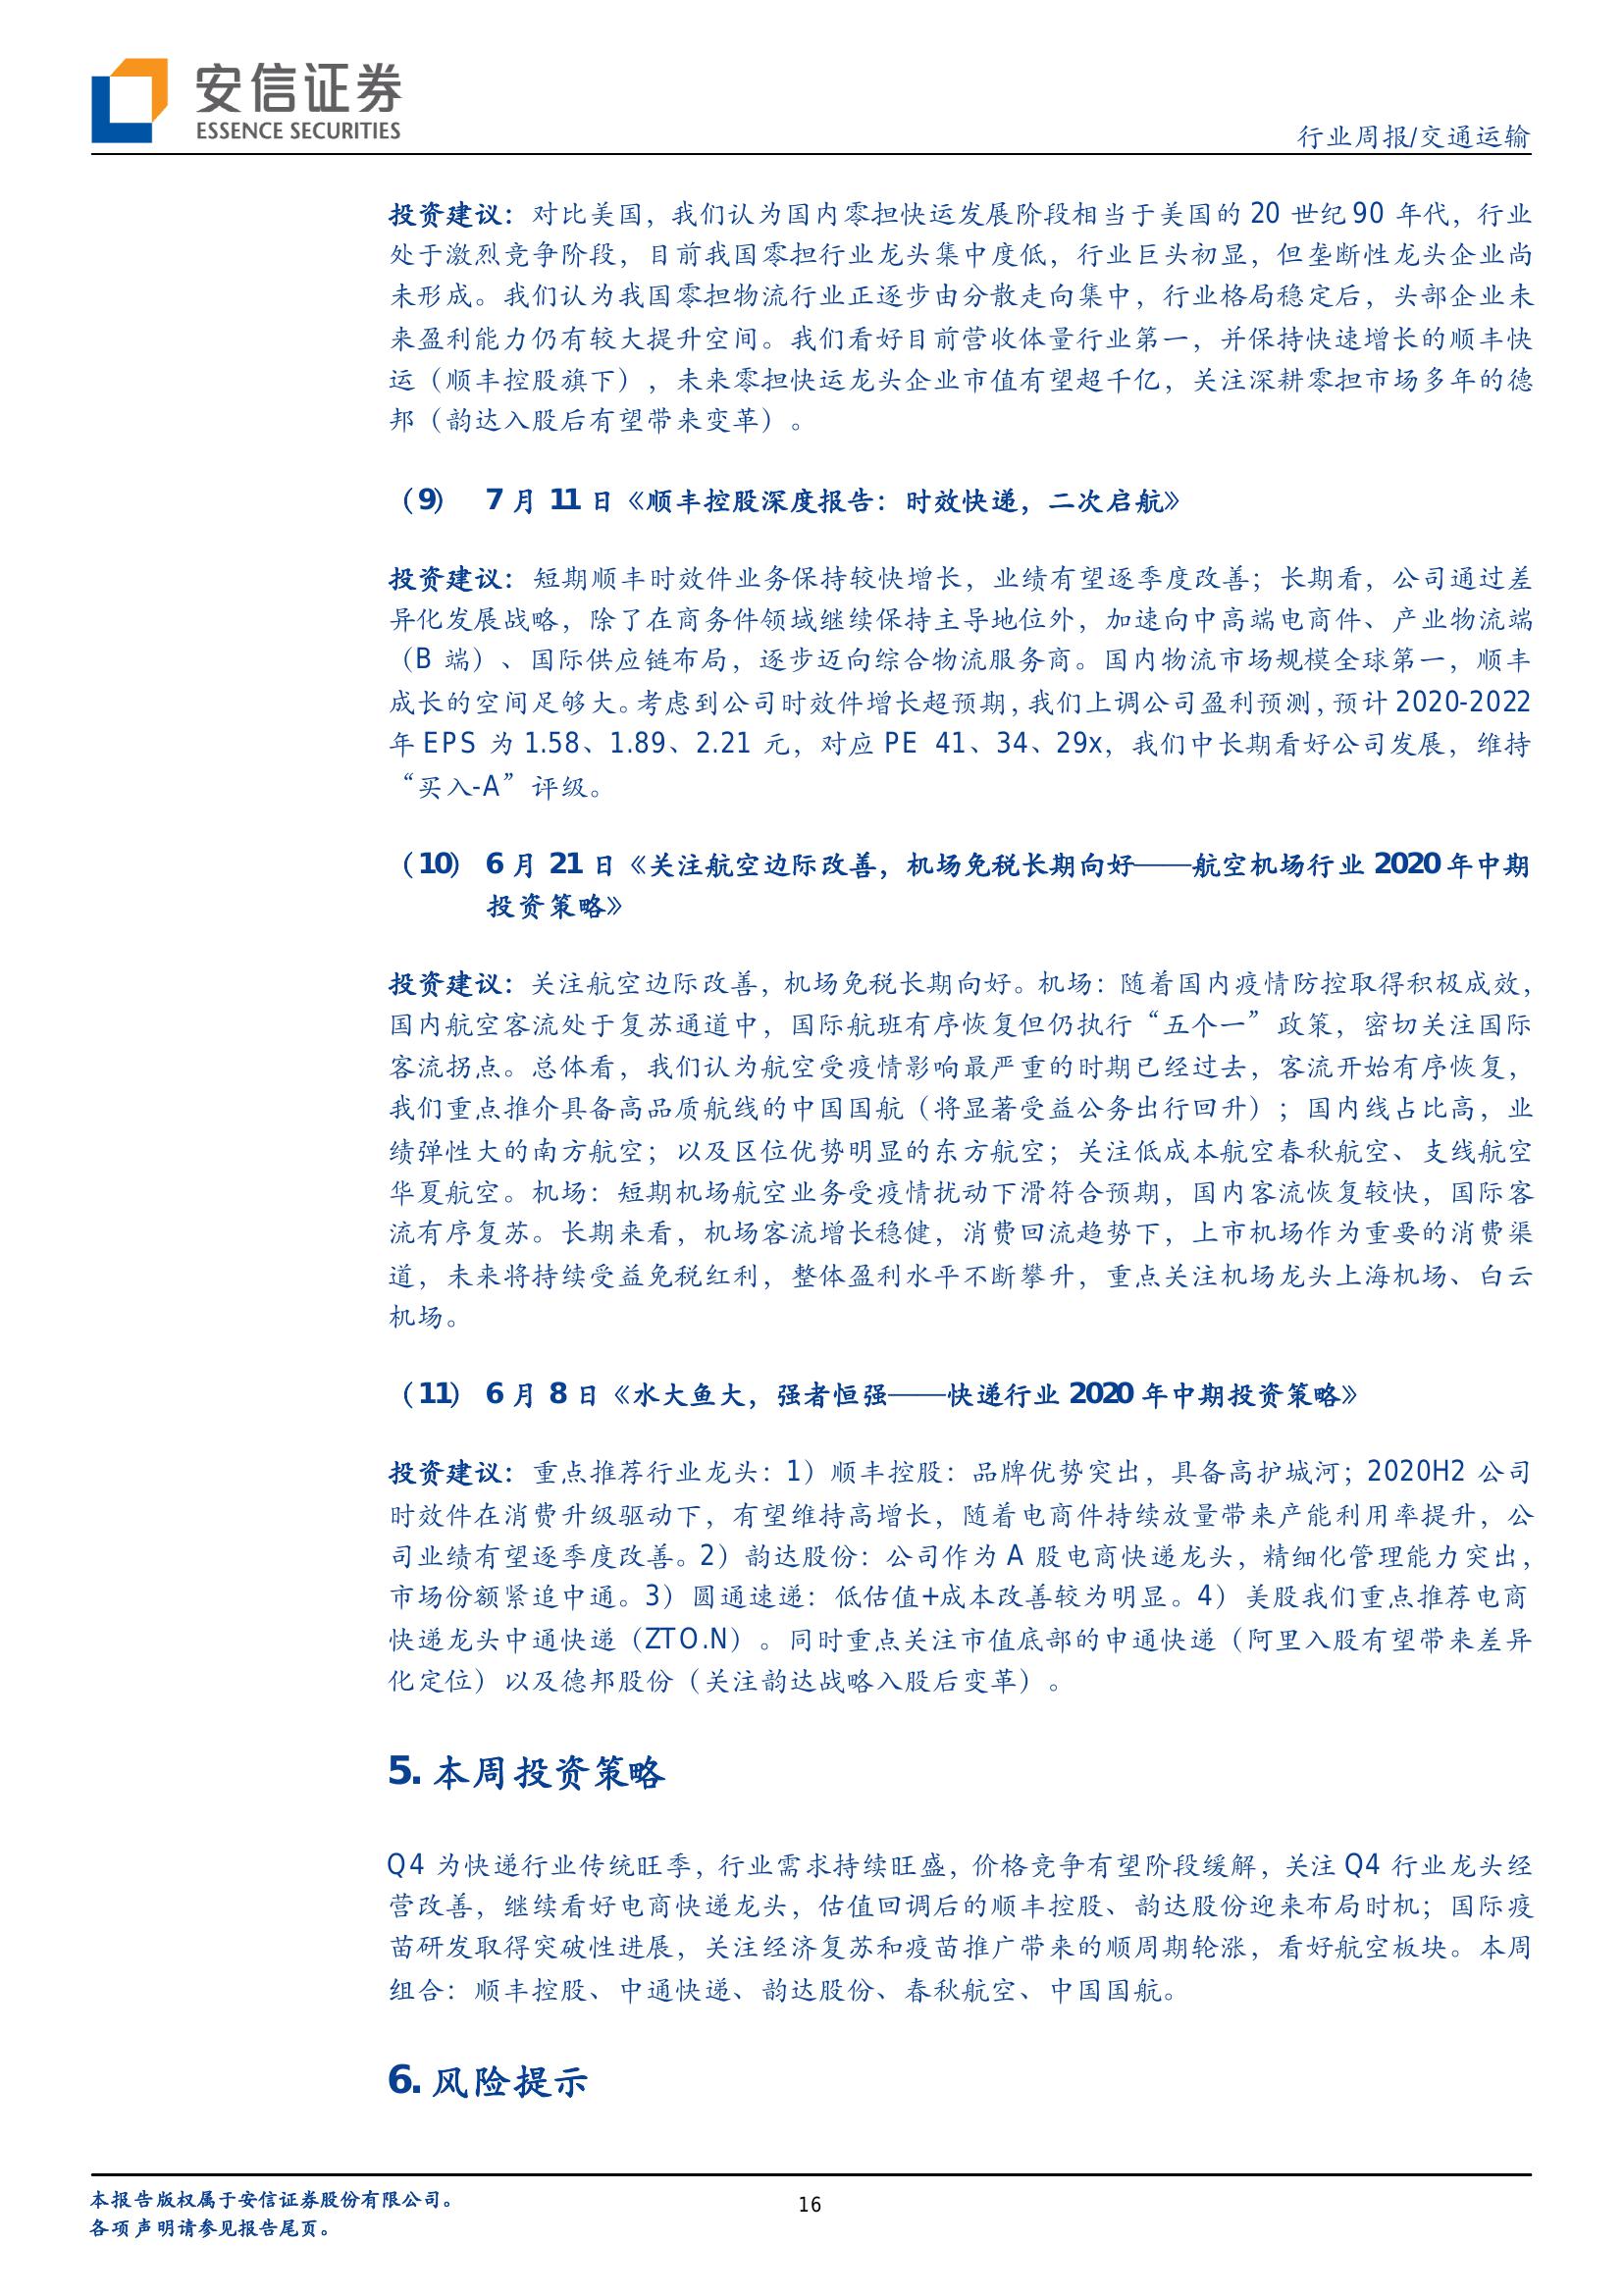 安信证券
ESSENCE SECURITIES
行业周报/交通运输
投资建议：对比美国，我们认为国内零担快运发展阶段相当于美国的 20 世纪 90 年代，行业
处于激烈竞争阶段，目前我国零担行业龙头集中度低，行业巨头初显，但垄断性龙头企业尚
未形成。我们认为我国零担物流行业正逐步由分散走向集中，行业格局稳定后，头部企业未
来盈利能力仍有较大提升空间。我们看好目前营收体量行业第一，并保持快速增长的顺丰快
运（顺丰控股旗下），未来零担快运龙头企业市值有望超千亿，关注深耕零担市场多年的德
邦（韵达入股后有望带来变革）。
（9） 7 月 11 日《顺丰控股深度报告：时效快递，二次启航》
投资建议：短期顺丰时效件业务保持较快增长，业绩有望逐季度改善；长期看，公司通过差
异化发展战略，除了在商务件领域继续保持主导地位外，加速向中高端电商件、产业物流端
（B 端）、国际供应链布局，逐步迈向综合物流服务商。国内物流市场规模全球第一，顺丰
成长的空间足够大。考虑到公司时效件增长超预期，我们上调公司盈利预测，预计 2020-2022
年 EPS 为 1.58、1.89、2.21 元，对应 PE 41、34、29x，我们中长期看好公司发展，维持
“买入-A”评级。
（10） 6 月 21 日《关注航空边际改善，机场免税长期向好——航空机场行业 2020 年中期
投资策略》
投资建议：关注航空边际改善，机场免税长期向好。机场：随着国内疫情防控取得积极成效，
国内航空客流处于复苏通道中，国际航班有序恢复但仍执行“五个一”政策，密切关注国际
客流拐点。总体看，我们认为航空受疫情影响最严重的时期已经过去，客流开始有序恢复，
我们重点推介具备高品质航线的中国国航（将显著受益公务出行回升）；国内线占比高，业
绩弹性大的南方航空；以及区位优势明显的东方航空；关注低成本航空春秋航空、支线航空
华夏航空。机场：短期机场航空业务受疫情扰动下滑符合预期，国内客流恢复较快，国际客
流有序复苏。长期来看，机场客流增长稳健，消费回流趋势下，上市机场作为重要的消费渠
道，未来将持续受益免税红利，整体盈利水平不断攀升，重点关注机场龙头上海机场、白云
机场。
（11） 6 月 8 日《水大鱼大，强者恒强——快递行业 2020 年中期投资策略》
投资建议：重点推荐行业龙头：1）顺丰控股：品牌优势突出，具备高护城河；2020H2 公司
时效件在消费升级驱动下，有望维持高增长，随着电商件持续放量带来产能利用率提升，公
司业绩有望逐季度改善。2）韵达股份：公司作为 A 股电商快递龙头，精细化管理能力突出，
市场份额紧追中通。3）圆通速递：低估值+成本改善较为明显。4）美股我们重点推荐电商
快递龙头中通快递（ZTO.N）。同时重点关注市值底部的申通快递（阿里入股有望带来差异
化定位）以及德邦股份（关注韵达战略入股后变革）。
5. 本周投资策略
Q4 为快递行业传统旺季，行业需求持续旺盛，价格竞争有望阶段缓解，关注 Q4 行业龙头经
营改善，继续看好电商快递龙头，估值回调后的顺丰控股、韵达股份迎来布局时机；国际疫
苗研发取得突破性进展，关注经济复苏和疫苗推广带来的顺周期轮涨，看好航空板块。本周
组合：顺丰控股、中通快递、韵达股份、春秋航空、中国国航。
6. 风险提示
本报告版权属于安信证券股份有限公司。
16
各项声明请参见报告尾页。